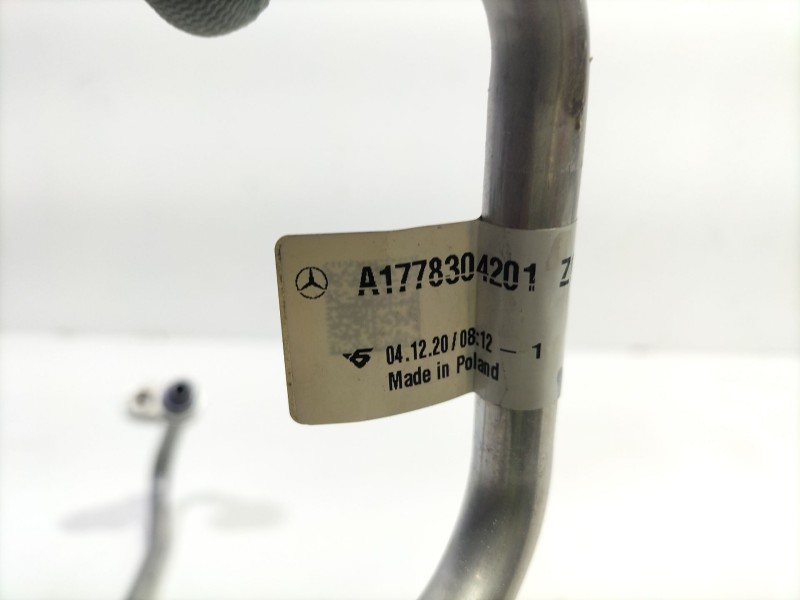 A1778304201 Z
04.12.20/08:12 - 1
Made in Poland